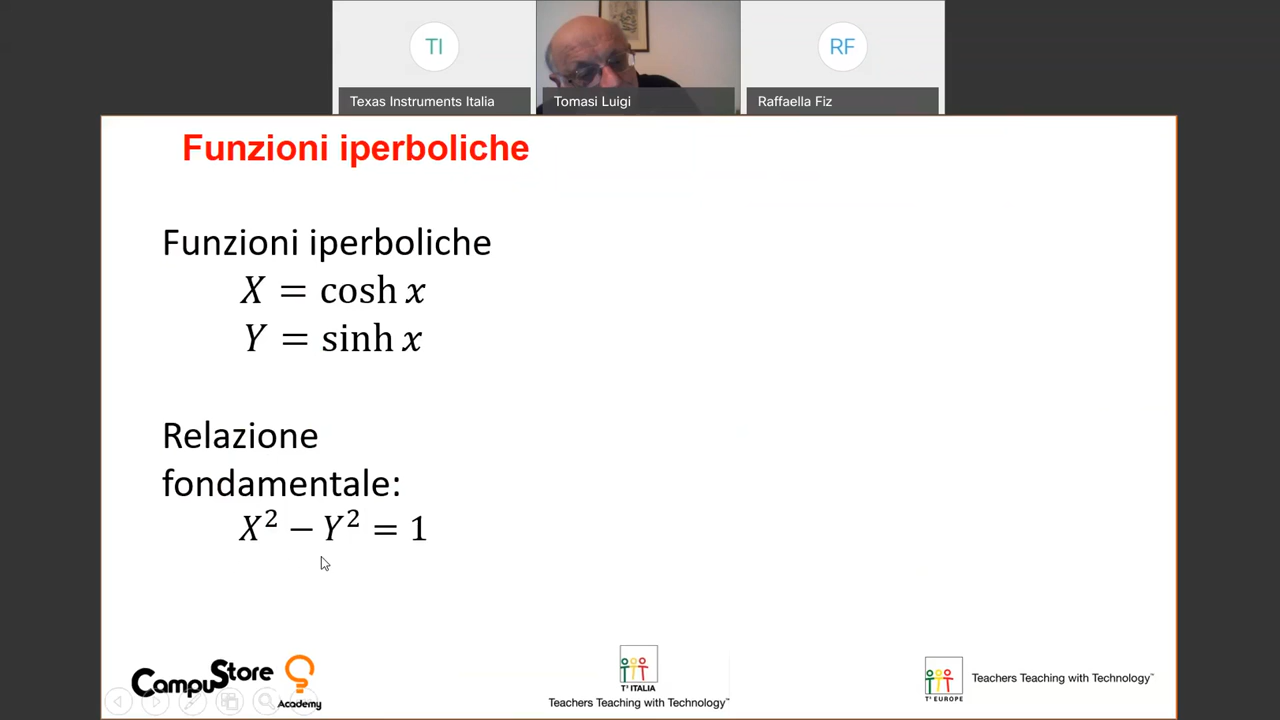 TI
RF
Texas Instruments Italia
Tomasi Luigi
Raffaella Fiz
Funzioni iperboliche
Funzioni iperboliche
X = cosh x
Y = sinh x
Relazione
fondamentale:
X² − Y² = 1
CampuStore
Academy
T³ ITALIA
Teachers Teaching with Technology™
T³ EUROPE
Teachers Teaching with Technology™